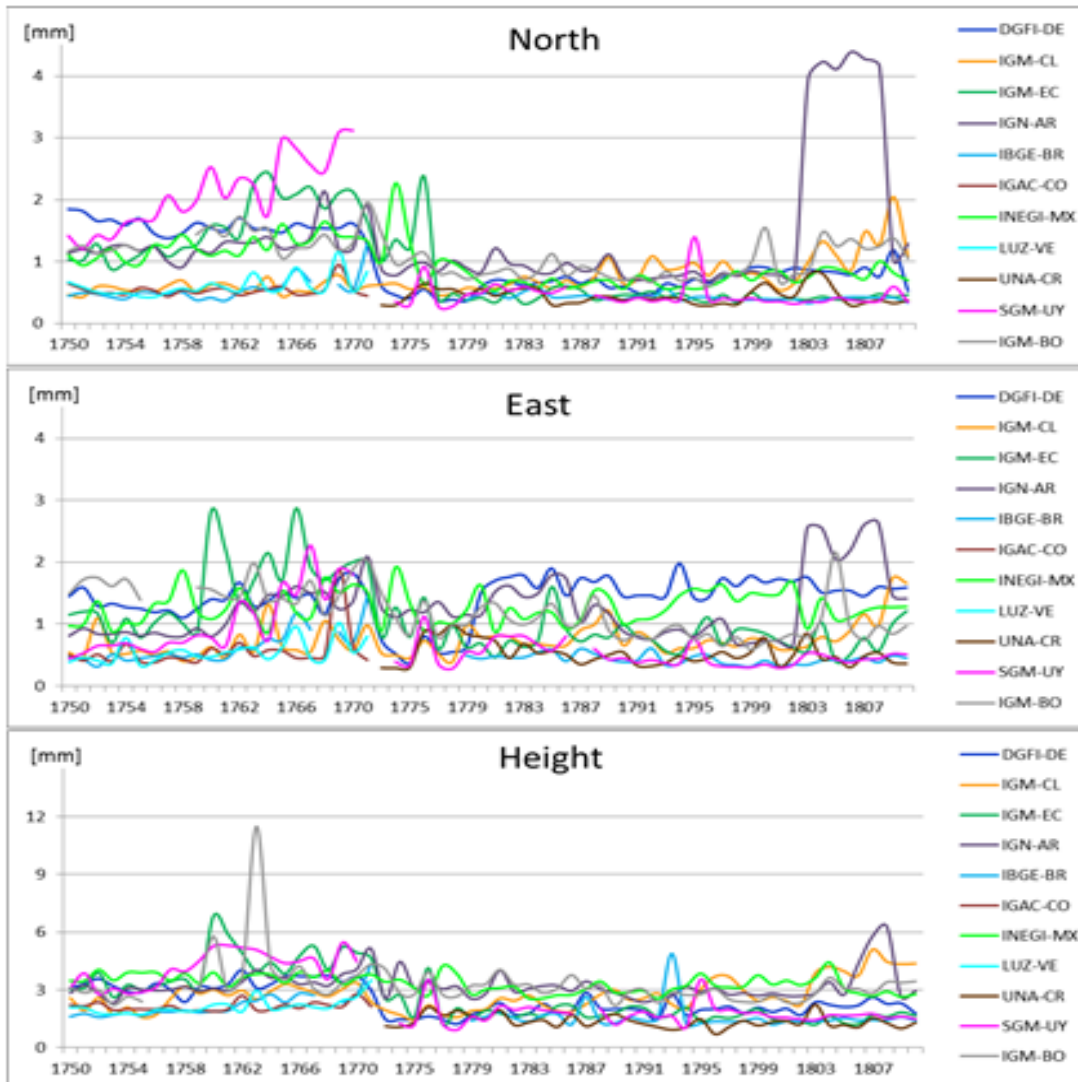 [mm]
North
4
3
2
1
0
1750 1754 1758 1762 1766 1770 1775 1779 1783 1787 1791 1795 1799 1803 1807
DGFI-DE
IGM-CL
IGM-EC
IGN-AR
IBGE-BR
IGAC-CO
INEGI-MX
LUZ-VE
UNA-CR
SGM-UY
IGM-BO
[mm]
East
4
3
2
1
0
1750 1754 1758 1762 1766 1770 1775 1779 1783 1787 1791 1795 1799 1803 1807
DGFI-DE
IGM-CL
IGM-EC
IGN-AR
IBGE-BR
IGAC-CO
INEGI-MX
LUZ-VE
UNA-CR
SGM-UY
IGM-BO
[mm]
Height
12
9
6
3
0
1750 1754 1758 1762 1766 1770 1775 1779 1783 1787 1791 1795 1799 1803 1807
DGFI-DE
IGM-CL
IGM-EC
IGN-AR
IBGE-BR
IGAC-CO
INEGI-MX
LUZ-VE
UNA-CR
SGM-UY
IGM-BO